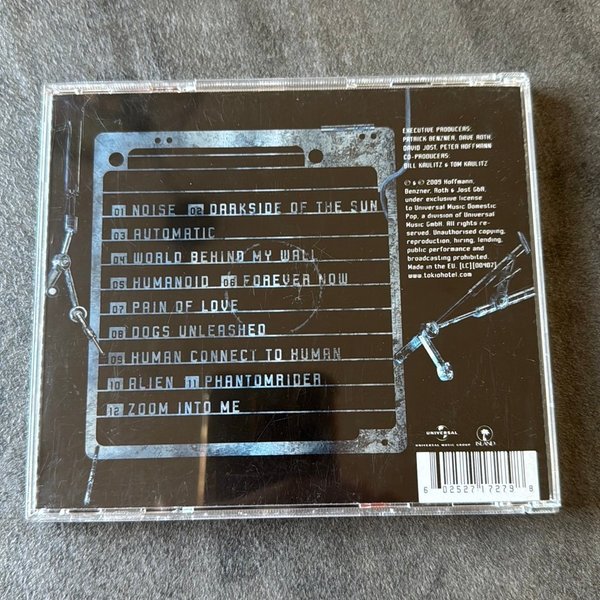 01 NOISE 02 DARKSIDE OF THE SUN
03 AUTOMATIC
04 WORLD BEHIND MY WALL
05 HUMANOID 06 FOREVER NOW
07 PAIN OF LOVE
08 DOGS UNLEASHED
09 HUMAN CONNECT TO HUMAN
10 ALIEN 11 PHANTOMRIDER
12 ZOOM INTO ME
EXECUTIVE PRODUCERS:
PATRICK BENZNER, DAVE ROTH,
DAVID JOST, PETER HOFFMANN
CO-PRODUCERS:
BILL KAULITZ & TOM KAULITZ
℗ & © 2009 Hoffmann,
Benzner, Roth & Jost GbR,
under exclusive license
to Universal Music Domestic
Pop, a division of Universal
Music GmbH. All rights re-
served. Unauthorised copying,
reproduction, hiring, lending,
public performance and
broadcasting prohibited.
Made in the EU. [LC][00407]
www.tokiohotel.com
UNIVERSAL
UNIVERSAL MUSIC GROUP
ISLAND
6 02527 17279 8